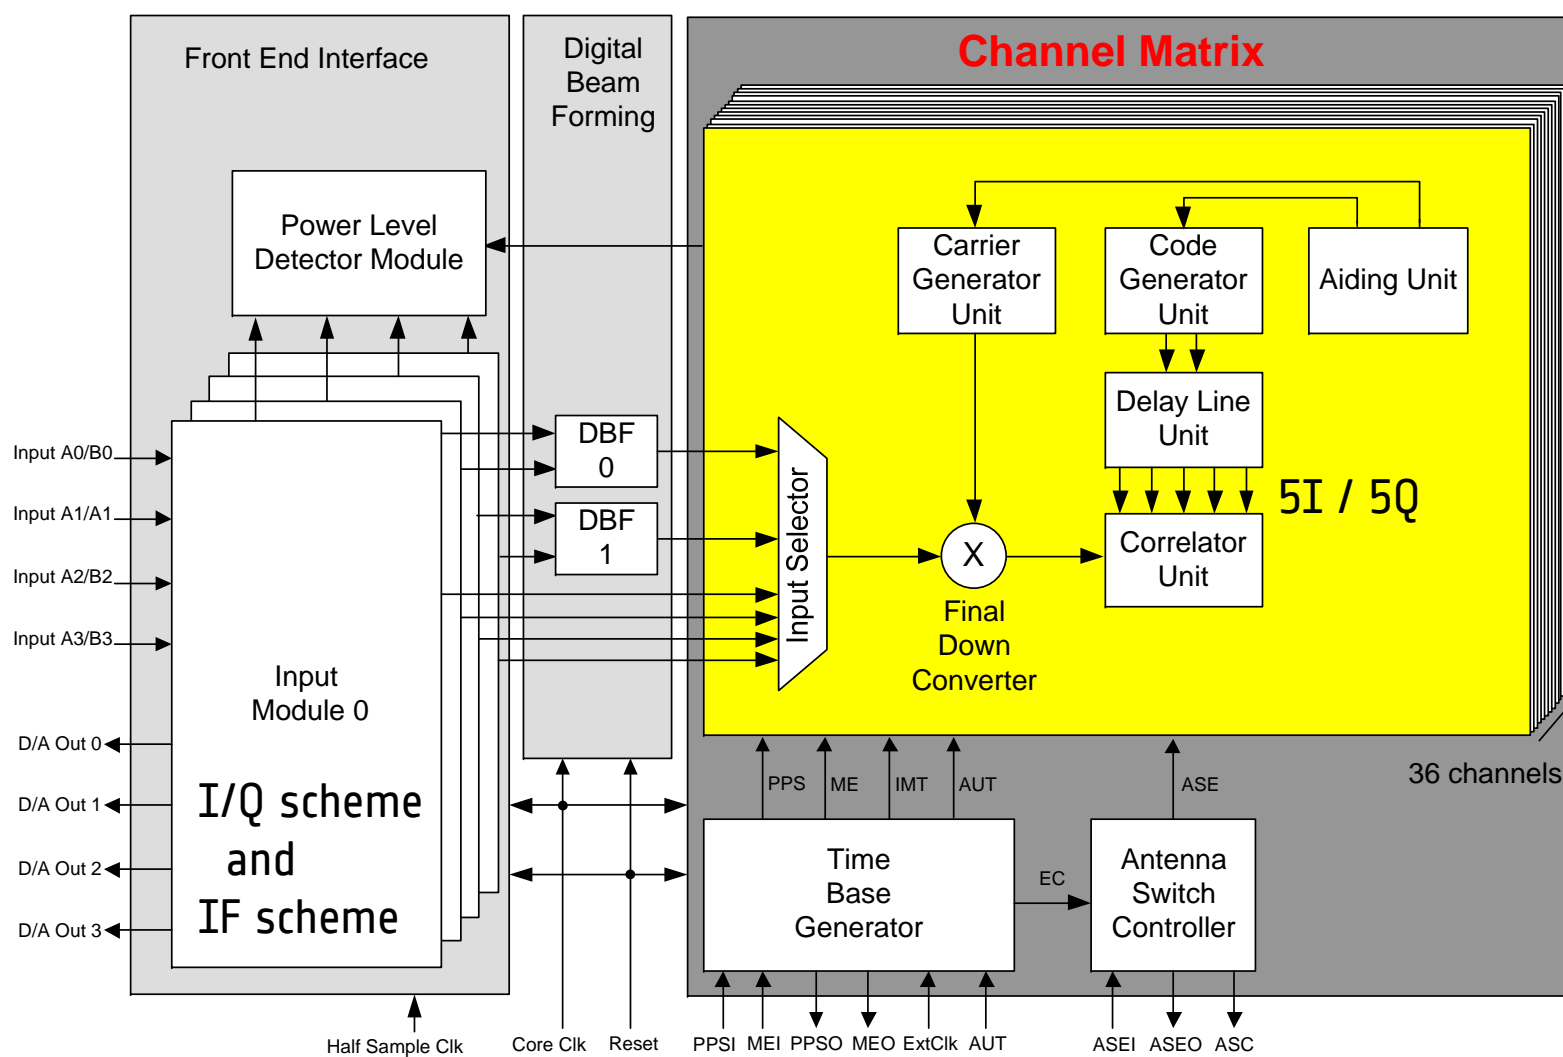 Front End Interface
Digital
Beam
Forming
Channel Matrix
Power Level
Detector Module
Carrier
Generator
Unit
Code
Generator
Unit
Aiding Unit
Delay Line
Unit
5I / 5Q
Correlator
Unit
DBF
0
DBF
1
Input Selector
X
Final
Down
Converter
Input A0/B0
Input A1/A1
Input A2/B2
Input A3/B3
Input
Module 0
I/Q scheme
and
IF scheme
D/A Out 0
D/A Out 1
D/A Out 2
D/A Out 3
PPS
ME
IMT
AUT
ASE
36 channels
Time
Base
Generator
EC
Antenna
Switch
Controller
Half Sample Clk
Core Clk
Reset
PPSI
MEI
PPSO
MEO
ExtClk
AUT
ASEI
ASEO
ASC